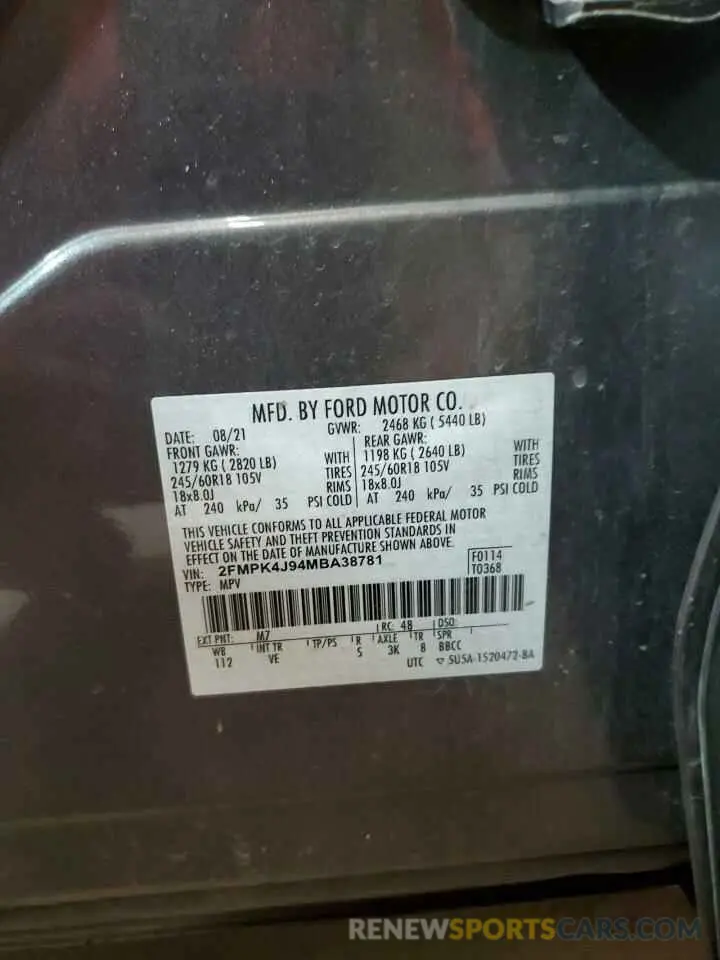 MFD. BY FORD MOTOR CO.
DATE: 08/21 GVWR: 2468 KG ( 5440 LB)
FRONT GAWR: REAR GAWR:
1279 KG ( 2820 LB) WITH 1198 KG ( 2640 LB) WITH
245/60R18 105V TIRES 245/60R18 105V TIRES
18x8.0J RIMS 18x8.0J RIMS
AT 240 kPa/ 35 PSI COLD AT 240 kPa/ 35 PSI COLD
THIS VEHICLE CONFORMS TO ALL APPLICABLE FEDERAL MOTOR
VEHICLE SAFETY AND THEFT PREVENTION STANDARDS IN
EFFECT ON THE DATE OF MANUFACTURE SHOWN ABOVE.
VIN: 2FMPK4J94MBA38781 F0114
TYPE: MPV T0368
EXT PNT: M7 RC: 48 DSO:
WB INT TR TP/PS R AXLE TR SPR
112 VE S 3K 8 BBCC
UTC ▽ 5U5A-1520472-BA
RENEWSPORTSCARS.COM